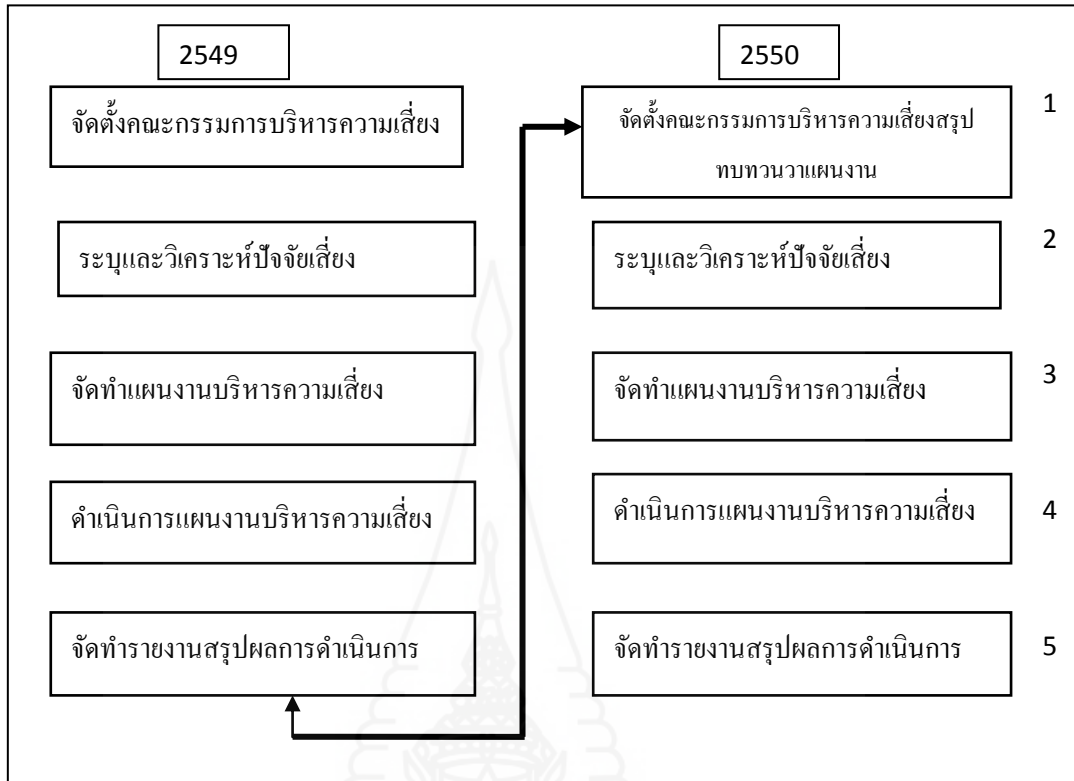 2549
2550
จัดตั้งคณะกรรมการบริหารความเสี่ยง
จัดตั้งคณะกรรมการบริหารความเสี่ยงสรุป
ทบทวนวาแผนงาน
1
ระบุและวิเคราะห์ปัจจัยเสี่ยง
ระบุและวิเคราะห์ปัจจัยเสี่ยง
2
จัดทำแผนงานบริหารความเสี่ยง
จัดทำแผนงานบริหารความเสี่ยง
3
ดำเนินการแผนงานบริหารความเสี่ยง
ดำเนินการแผนงานบริหารความเสี่ยง
4
จัดทำรายงานสรุปผลการดำเนินการ
จัดทำรายงานสรุปผลการดำเนินการ
5